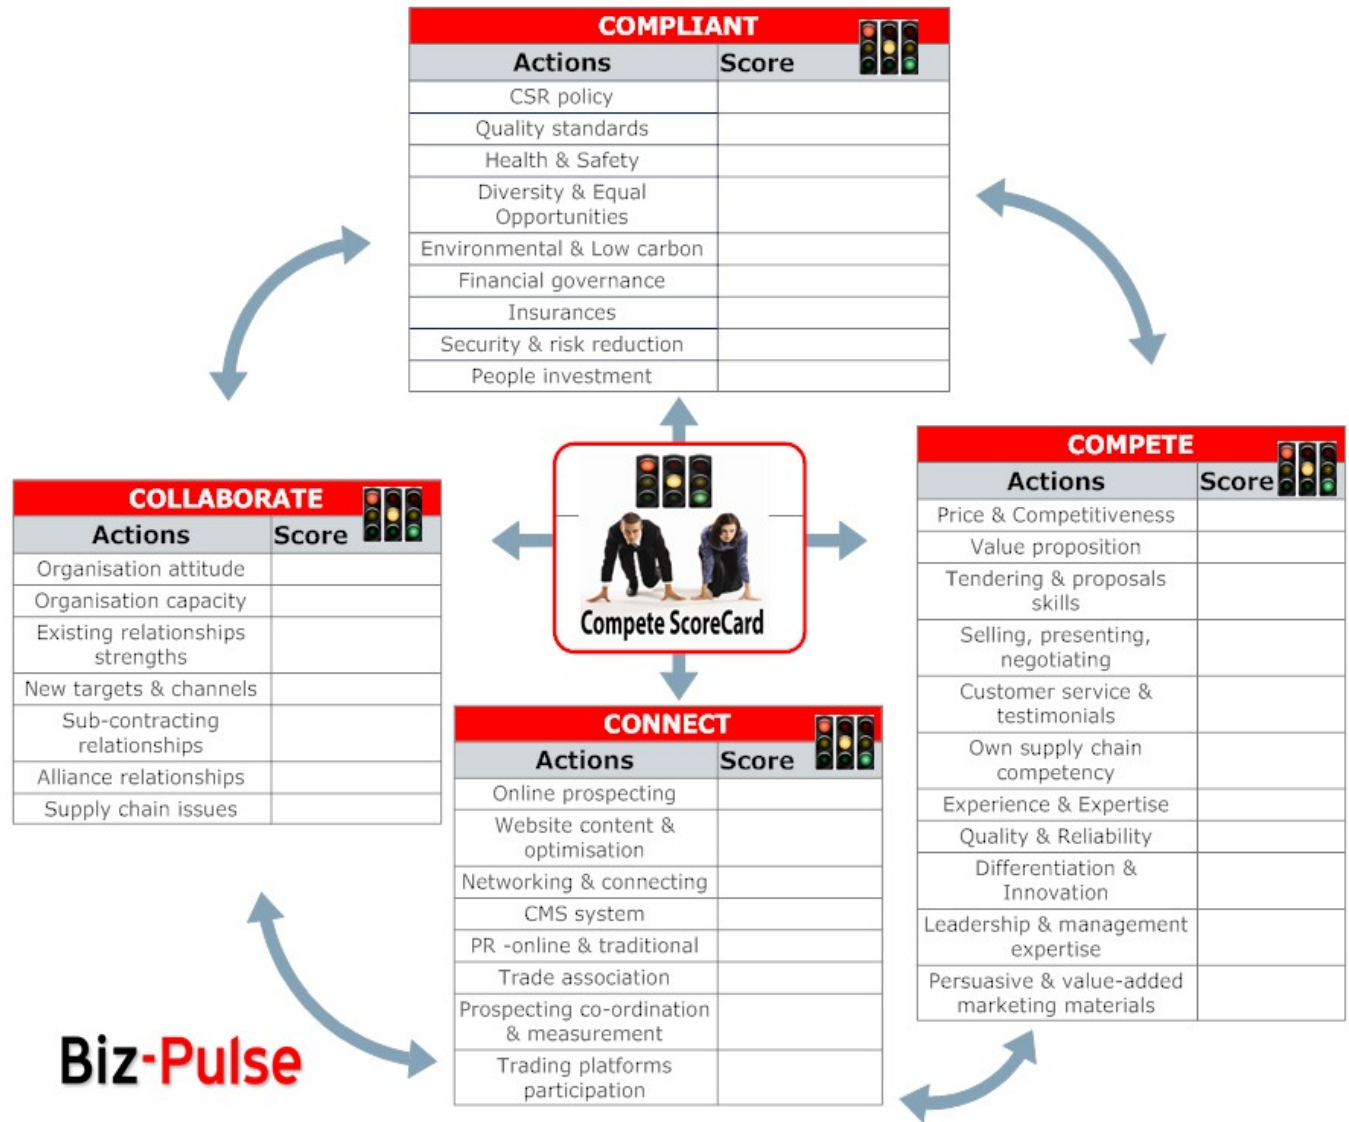 COMPLIANT
Actions Score
CSR policy
Quality standards
Health & Safety
Diversity & Equal
Opportunities
Environmental & Low carbon
Financial governance
Insurances
Security & risk reduction
People investment
COLLABORATE
Actions Score
Organisation attitude
Organisation capacity
Existing relationships
strengths
New targets & channels
Sub-contracting
relationships
Alliance relationships
Supply chain issues
Compete ScoreCard
COMPETE
Actions Score
Price & Competitiveness
Value proposition
Tendering & proposals
skills
Selling, presenting,
negotiating
Customer service &
testimonials
Own supply chain
competency
Experience & Expertise
Quality & Reliability
Differentiation &
Innovation
Leadership & management
expertise
Persuasive & value-added
marketing materials
CONNECT
Actions Score
Online prospecting
Website content &
optimisation
Networking & connecting
CMS system
PR -online & traditional
Trade association
Prospecting co-ordination
& measurement
Trading platforms
participation
Biz-Pulse